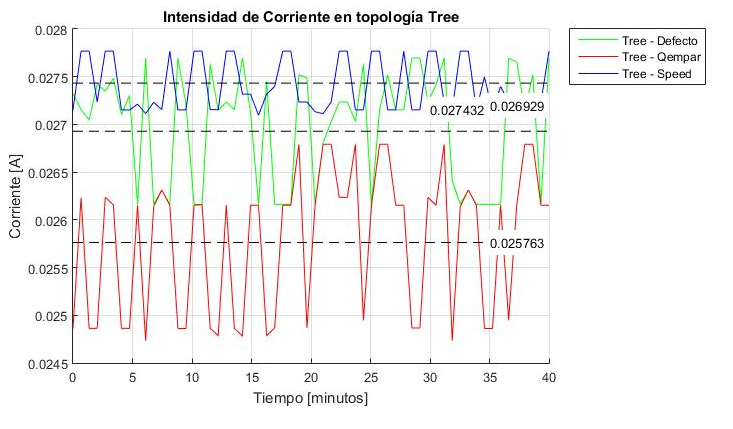 Intensidad de Corriente en topología Tree
Corriente [A]
0.028
0.0275
0.027
0.0265
0.026
0.0255
0.025
0.0245
0.027432
0.026929
0.025763
0 5 10 15 20 25 30 35 40
Tiempo [minutos]
Tree - Defecto
Tree - Qempar
Tree - Speed